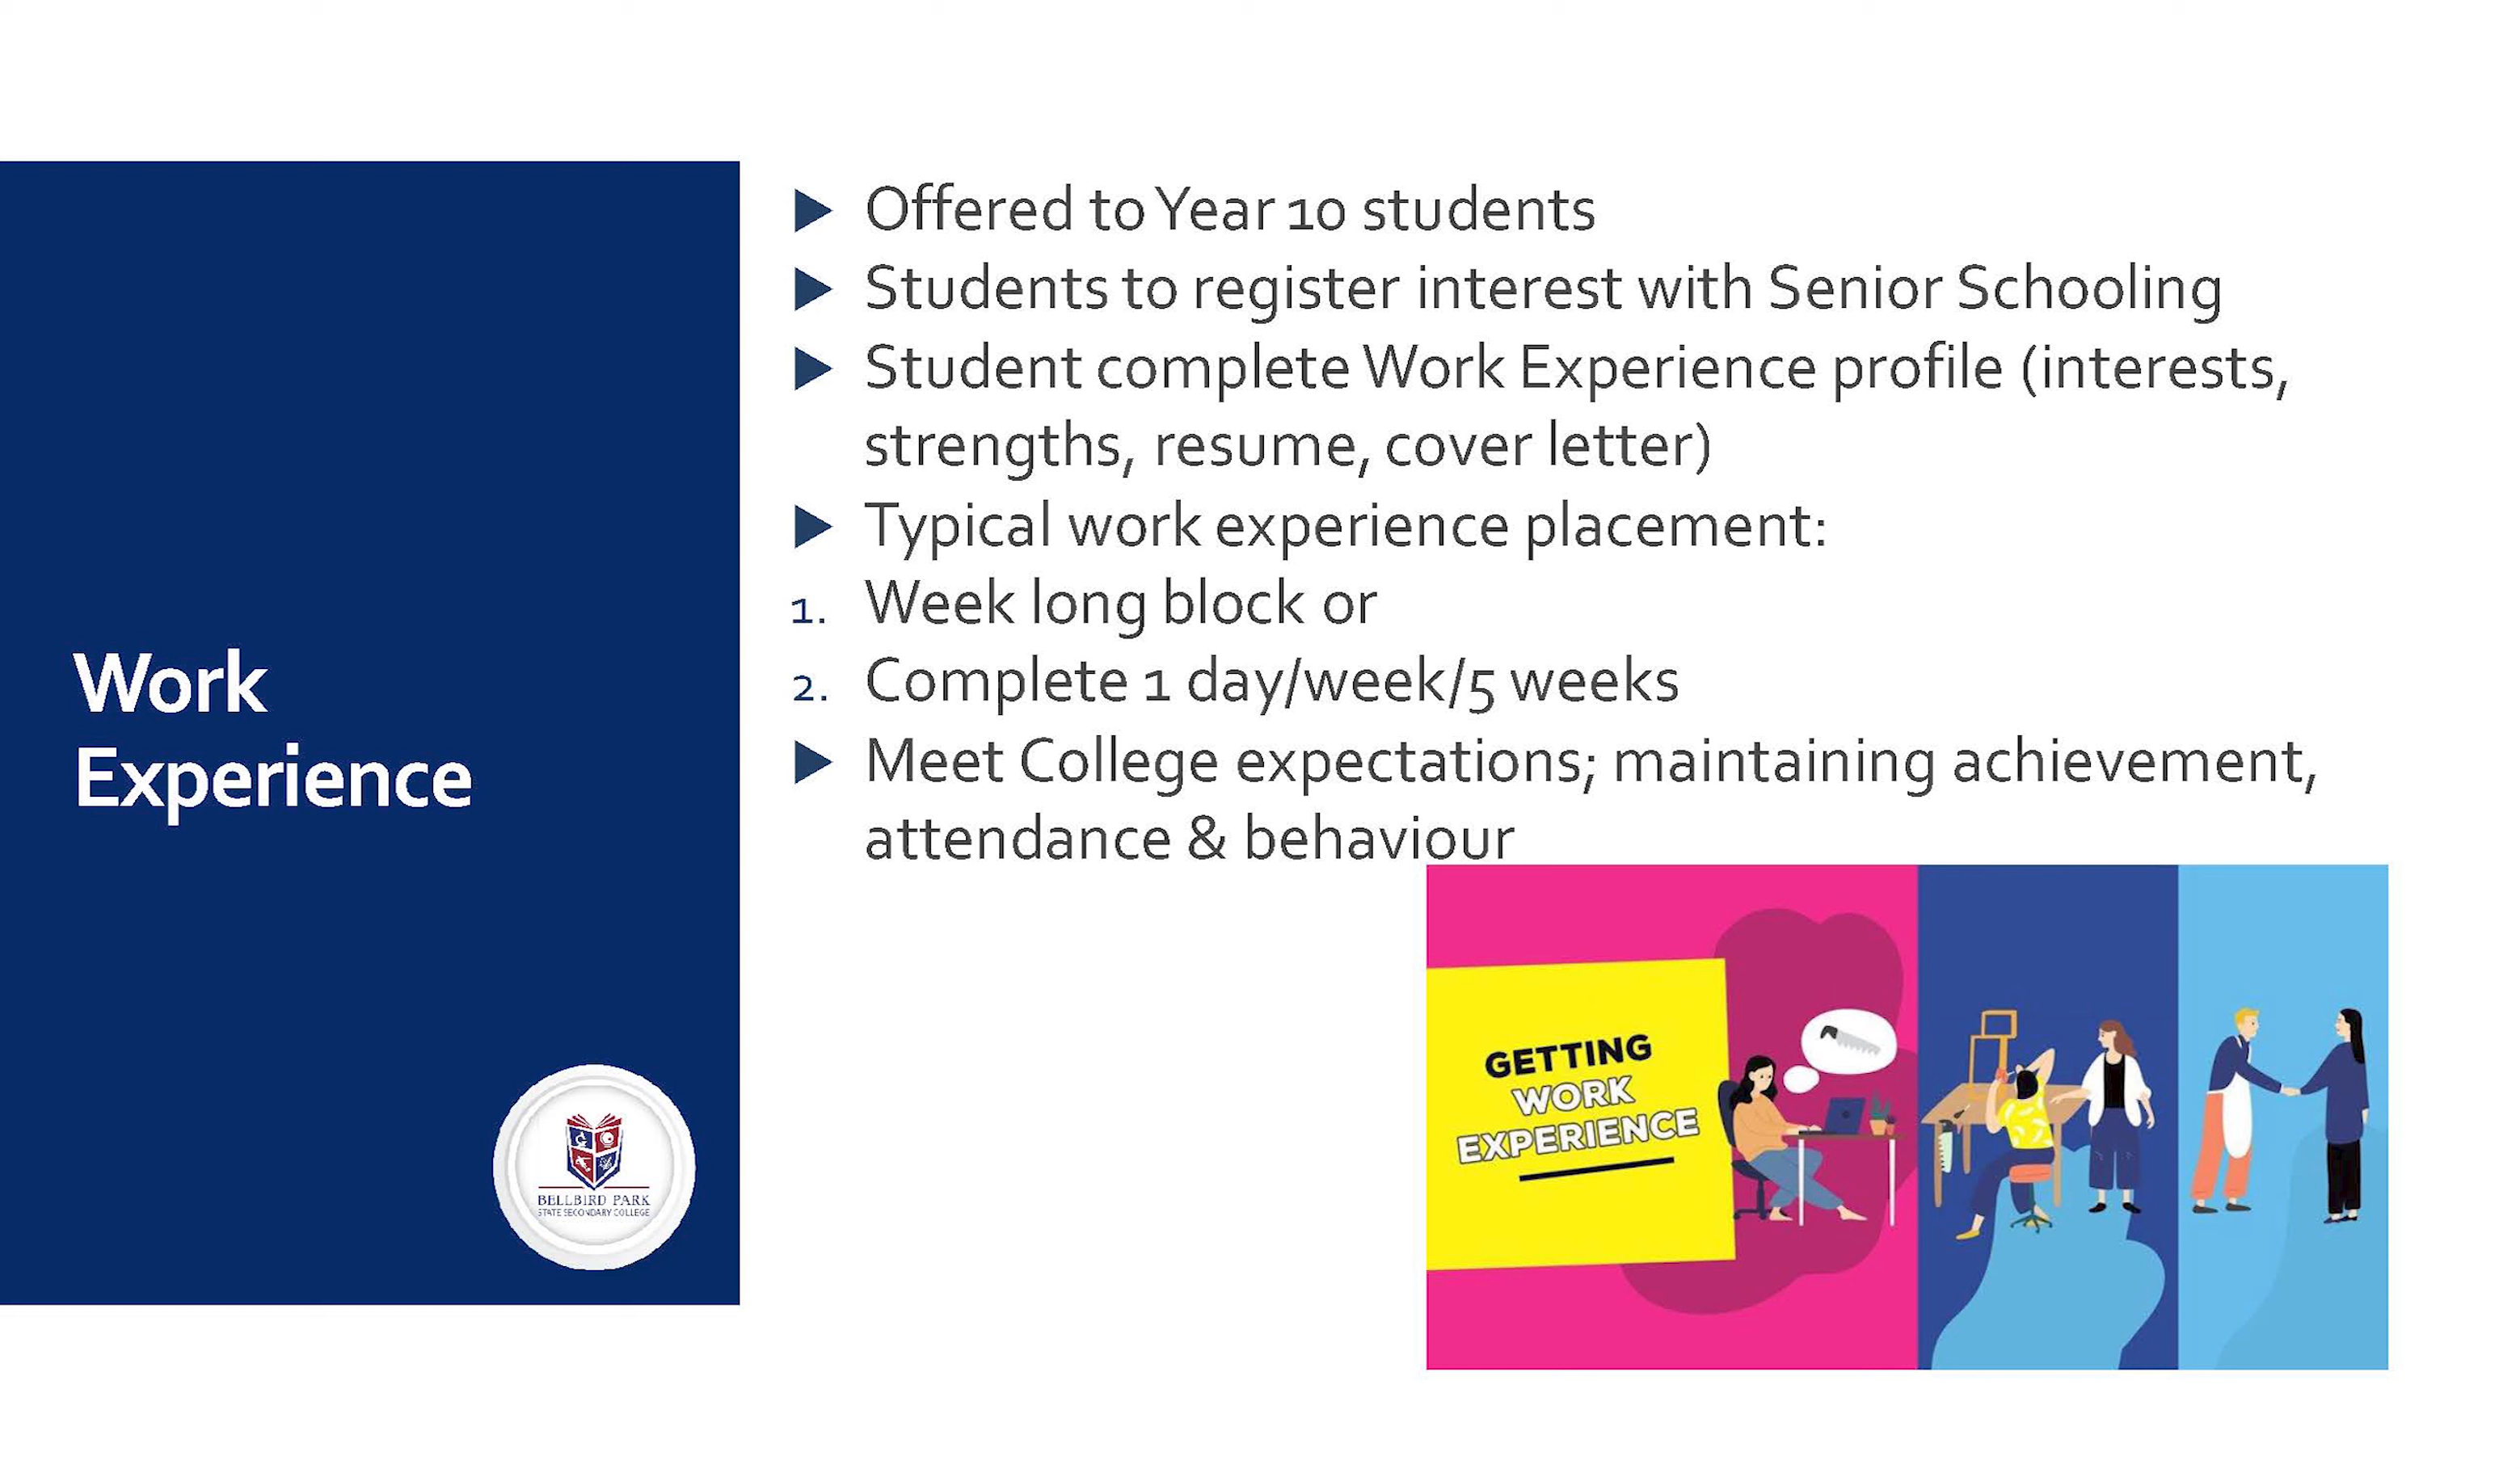 Work
Experience
BELLBIRD PARK
STATE SECONDARY COLLEGE
Offered to Year 10 students
Students to register interest with Senior Schooling
Student complete Work Experience profile (interests,
strengths, resume, cover letter)
Typical work experience placement:
1. Week long block or
2. Complete 1 day/week/5 weeks
Meet College expectations; maintaining achievement,
attendance & behaviour
GETTING
WORK
EXPERIENCE